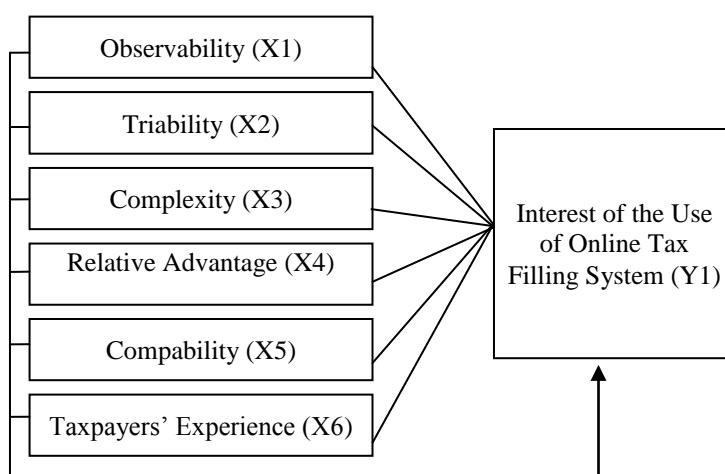 Observability (X1)
Triability (X2)
Complexity (X3)
Relative Advantage (X4)
Compability (X5)
Taxpayers’ Experience (X6)
Interest of the Use
of Online Tax
Filling System (Y1)